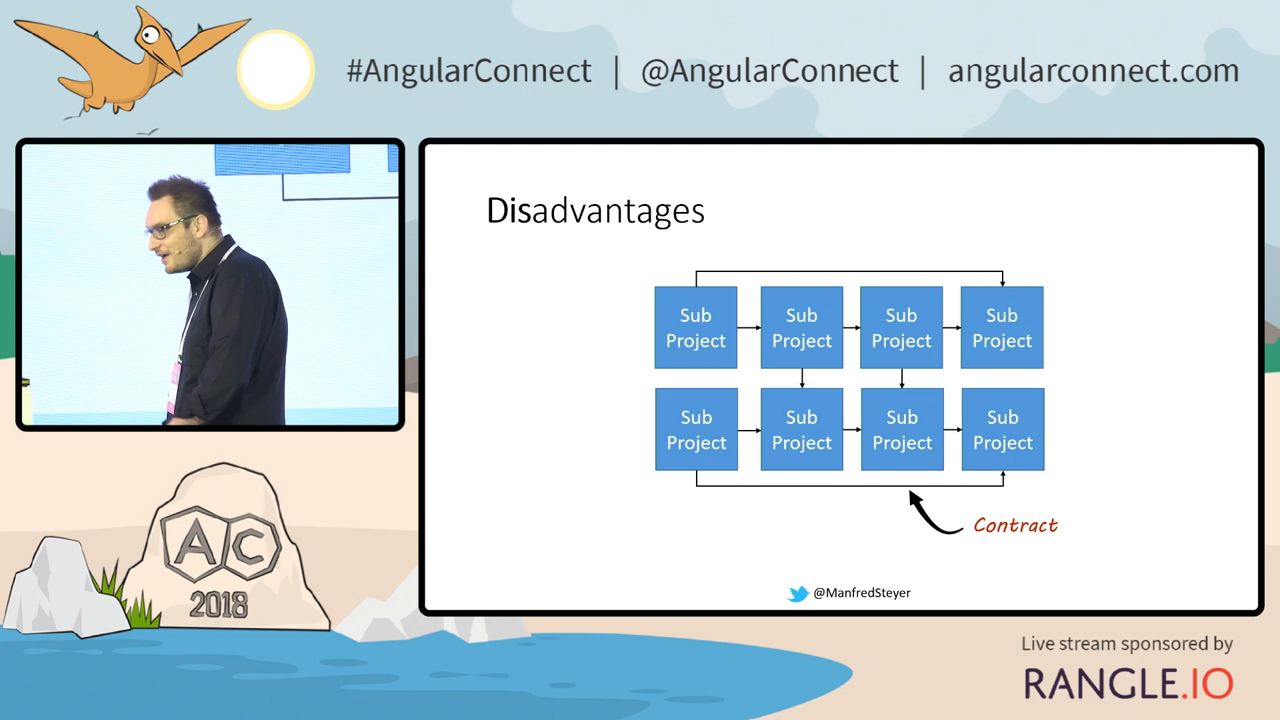 #AngularConnect | @AngularConnect | angularconnect.com
Disadvantages
Sub Project
Sub Project
Sub Project
Sub Project
Sub Project
Sub Project
Sub Project
Sub Project
Contract
@ManfredSteyer
AC
2018
Live stream sponsored by
RANGLE.IO